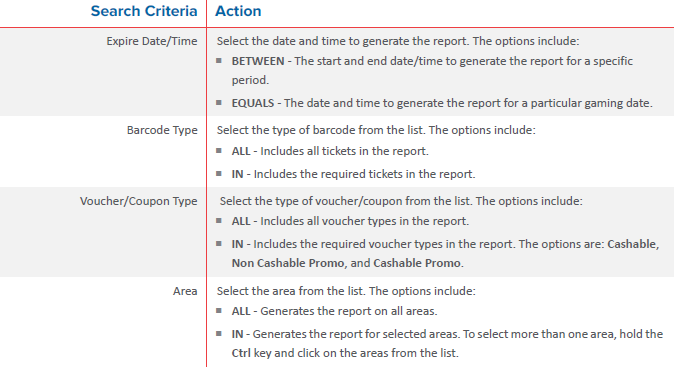 Search Criteria Action
Expire Date/Time Select the date and time to generate the report. The options include:
▪ BETWEEN - The start and end date/time to generate the report for a specific
period.
▪ EQUALS - The date and time to generate the report for a particular gaming date.
Barcode Type Select the type of barcode from the list. The options include:
▪ ALL - Includes all tickets in the report.
▪ IN - Includes the required tickets in the report.
Voucher/Coupon Type Select the type of voucher/coupon from the list. The options include:
▪ ALL - Includes all voucher types in the report.
▪ IN - Includes the required voucher types in the report. The options are: Cashable,
Non Cashable Promo, and Cashable Promo.
Area Select the area from the list. The options include:
▪ ALL - Generates the report on all areas.
▪ IN - Generates the report for selected areas. To select more than one area, hold the
Ctrl key and click on the areas from the list.